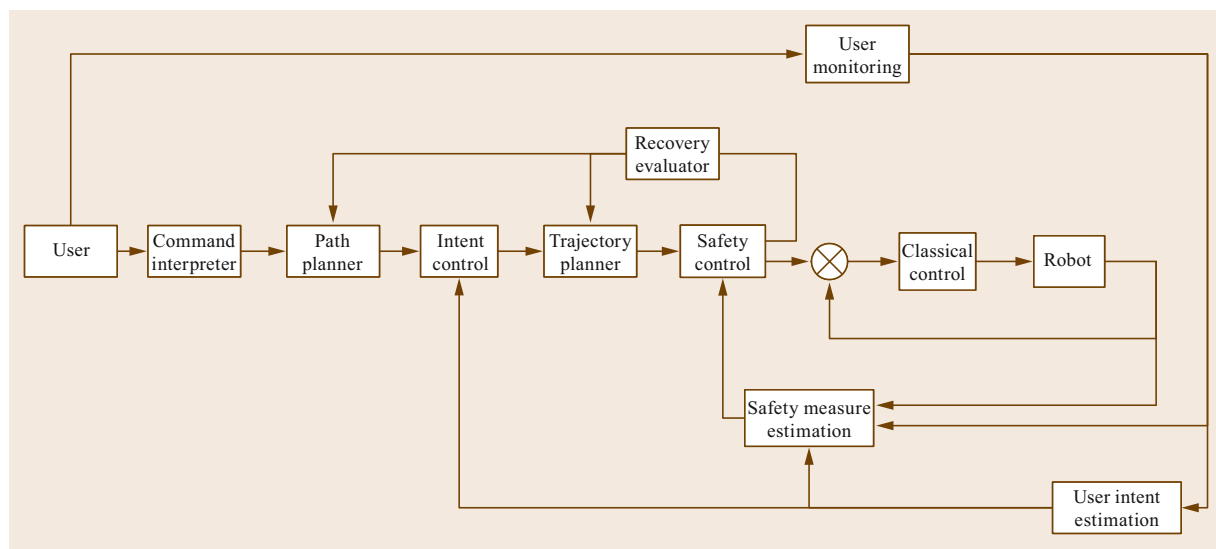 User
monitoring
Recovery
evaluator
User
Command
interpreter
Path
planner
Intent
control
Trajectory
planner
Safety
control
Classical
control
Robot
Safety measure
estimation
User intent
estimation